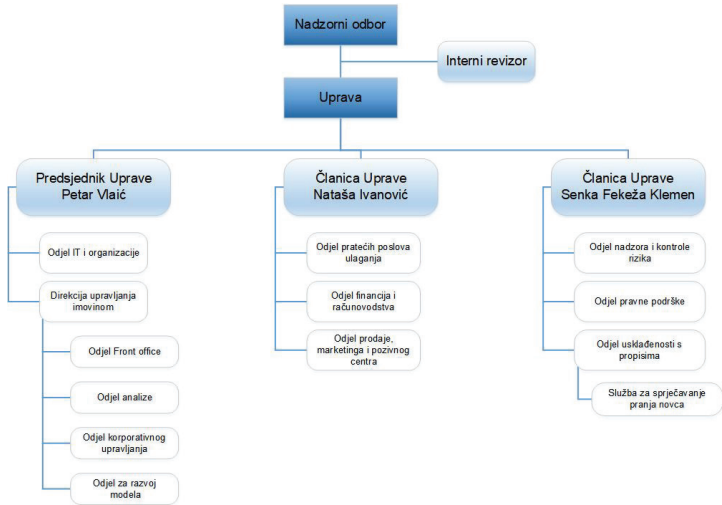 Nadzorni odbor
Interni revizor
Uprava
Predsjednik Uprave
Petar Vlaić
Odjel IT i organizacije
Direkcija upravljanja
imovinom
Odjel Front office
Odjel analize
Odjel korporativnog
upravljanja
Odjel za razvoj
modela
Članica Uprave
Nataša Ivanović
Odjel pratećih poslova
ulaganja
Odjel financija i
računovodstva
Odjel prodaje,
marketinga i pozivnog
centra
Članica Uprave
Senka Fekeža Klemen
Odjel nadzora i kontrole
rizika
Odjel pravne podrške
Odjel usklađenosti s
propisima
Služba za sprječavanje
pranja novca